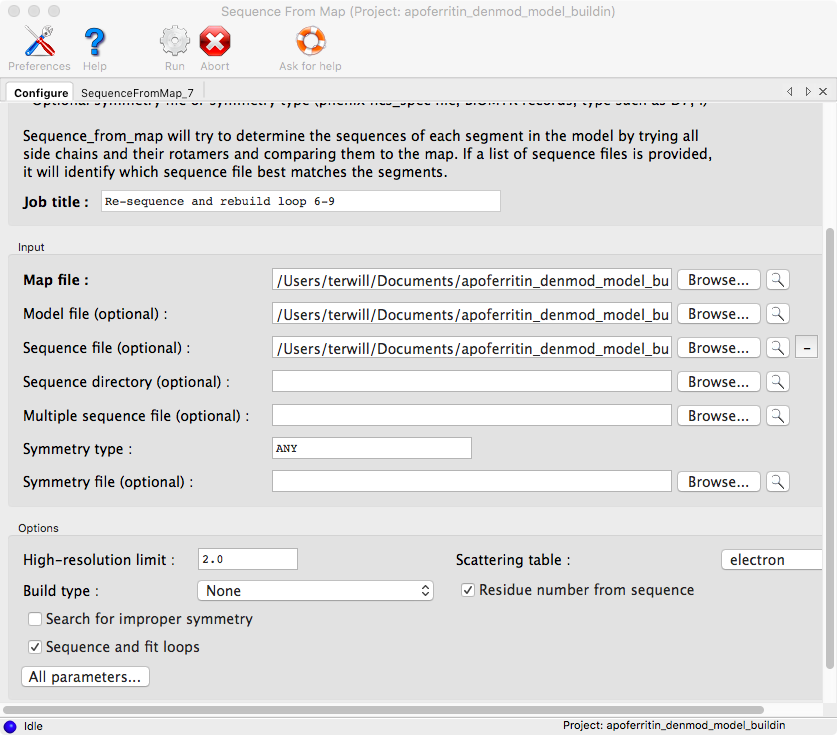 Sequence From Map (Project: apoferritin_denmod_model_buildin)
Preferences Help Run Abort Ask for help
Configure SequenceFromMap_7
Sequence_from_map will try to determine the sequences of each segment in the model by trying all
side chains and their rotamers and comparing them to the map. If a list of sequence files is provided,
it will identify which sequence file best matches the segments.
Job title : Re-sequence and rebuild loop 6-9
Input
Map file : /Users/terwill/Documents/apoferritin_denmod_model_bu Browse...
Model file (optional) : /Users/terwill/Documents/apoferritin_denmod_model_bu Browse...
Sequence file (optional) : /Users/terwill/Documents/apoferritin_denmod_model_bu Browse... –
Sequence directory (optional) : Browse...
Multiple sequence file (optional) : Browse...
Symmetry type : ANY
Symmetry file (optional) : Browse...
Options
High-resolution limit : 2.0 Scattering table : electron
Build type : None Residue number from sequence
Search for improper symmetry
Sequence and fit loops
All parameters...
Idle Project: apoferritin_denmod_model_buildin